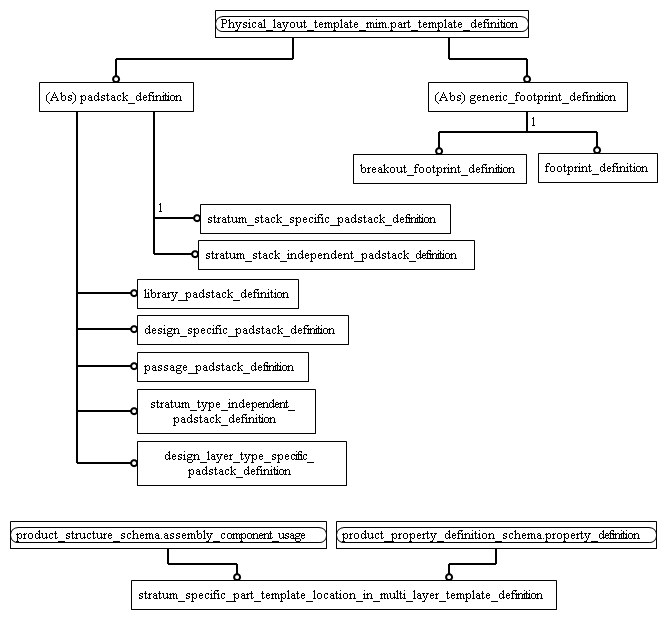 Physical_layout_template_mim.part_template_definition
(Abs) padstack_definition
(Abs) generic_footprint_definition
1
breakout_footprint_definition
footprint_definition
1
stratum_stack_specific_padstack_definition
stratum_stack_independent_padstack_definition
library_padstack_definition
design_specific_padstack_definition
passage_padstack_definition
stratum_type_independent_
padstack_definition
design_layer_type_specific_
padstack_definition
product_structure_schema.assembly_component_usage
product_property_definition_schema.property_definition
stratum_specific_part_template_location_in_multi_layer_template_definition